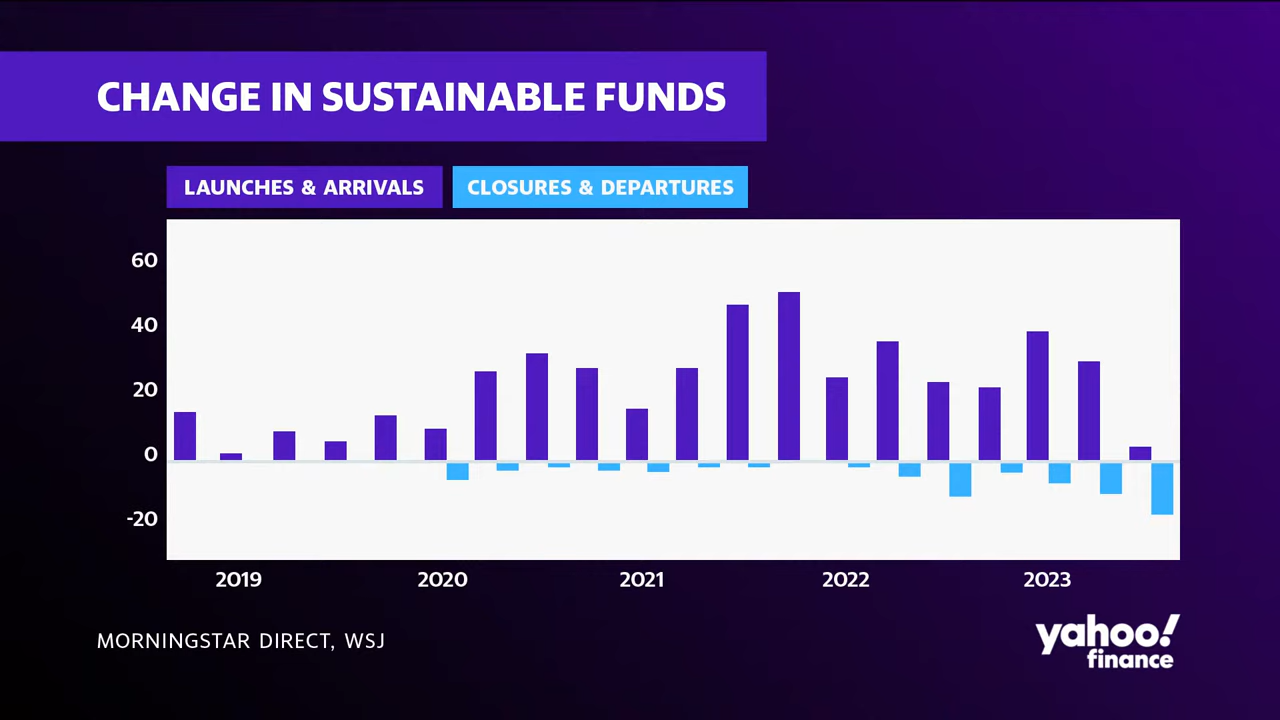 CHANGE IN SUSTAINABLE FUNDS
LAUNCHES & ARRIVALS CLOSURES & DEPARTURES
60
40
20
0
-20
2019 2020 2021 2022 2023
MORNINGSTAR DIRECT, WSJ
yahoo!
finance